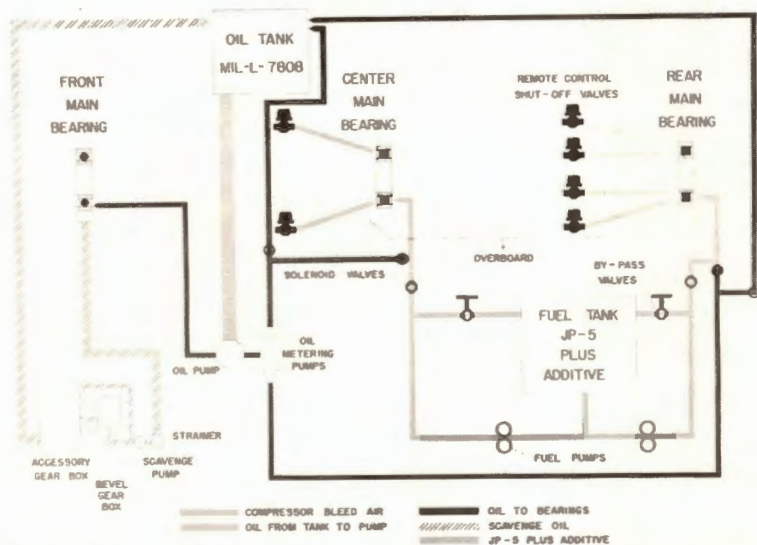 OIL TANK
MIL-L-7808
FRONT
MAIN
BEARING
CENTER
MAIN
BEARING
REMOTE CONTROL
SHUT-OFF VALVES
REAR
MAIN
BEARING
SOLENOID VALVES
OVERBOARD
BY-PASS
VALVES
OIL PUMP
OIL
METERING
PUMPS
FUEL TANK
JP-5
PLUS
ADDITIVE
STRAINER
ACCESSORY
GEAR BOX
BEVEL
GEAR
BOX
SCAVENGE
PUMP
FUEL PUMPS
COMPRESSOR BLEED AIR
OIL FROM TANK TO PUMP
OIL TO BEARINGS
SCAVENGE OIL
JP-5 PLUS ADDITIVE